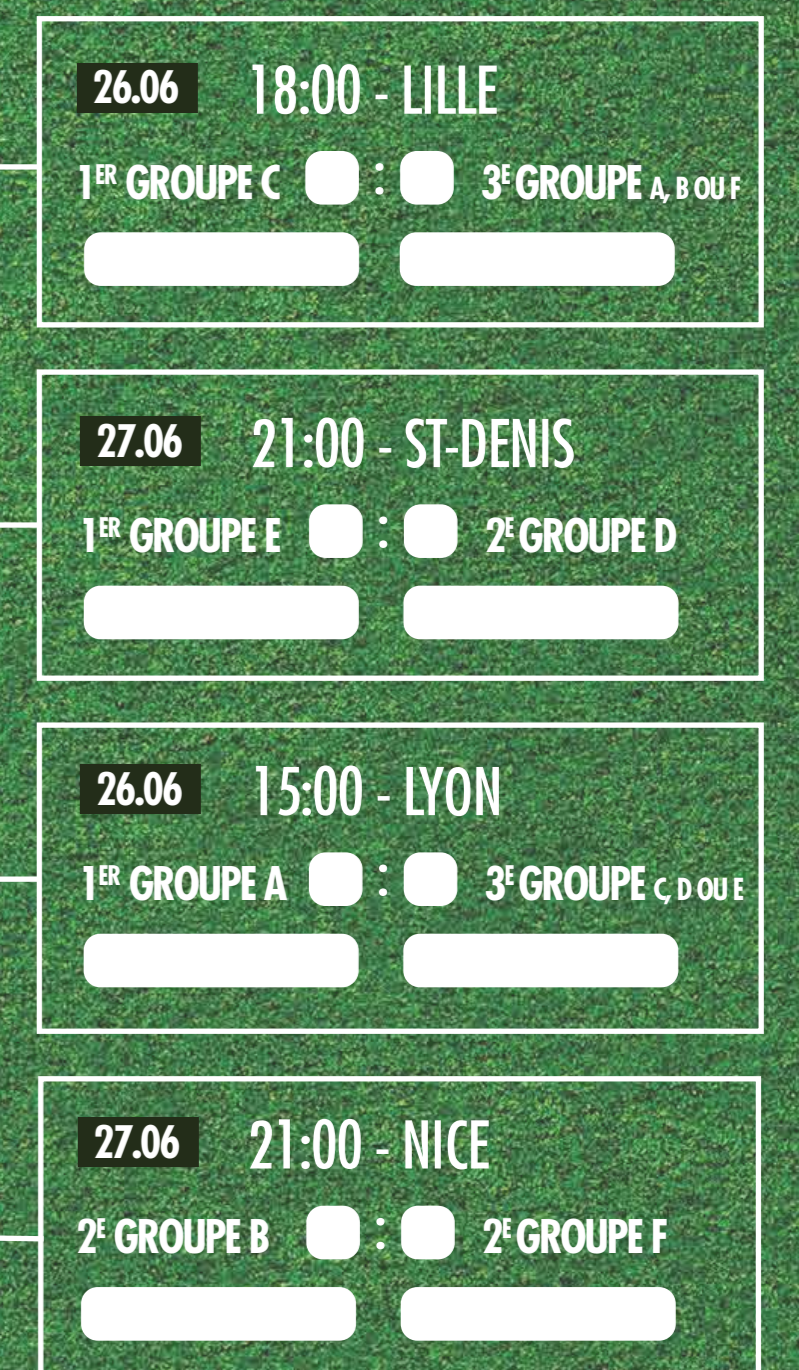 26.06 18:00 - LILLE
1ER GROUPE C : 3E GROUPE A, B OU F
27.06 21:00 - ST-DENIS
1ER GROUPE E : 2E GROUPE D
26.06 15:00 - LYON
1ER GROUPE A : 3E GROUPE C, D OU E
27.06 21:00 - NICE
2E GROUPE B : 2E GROUPE F